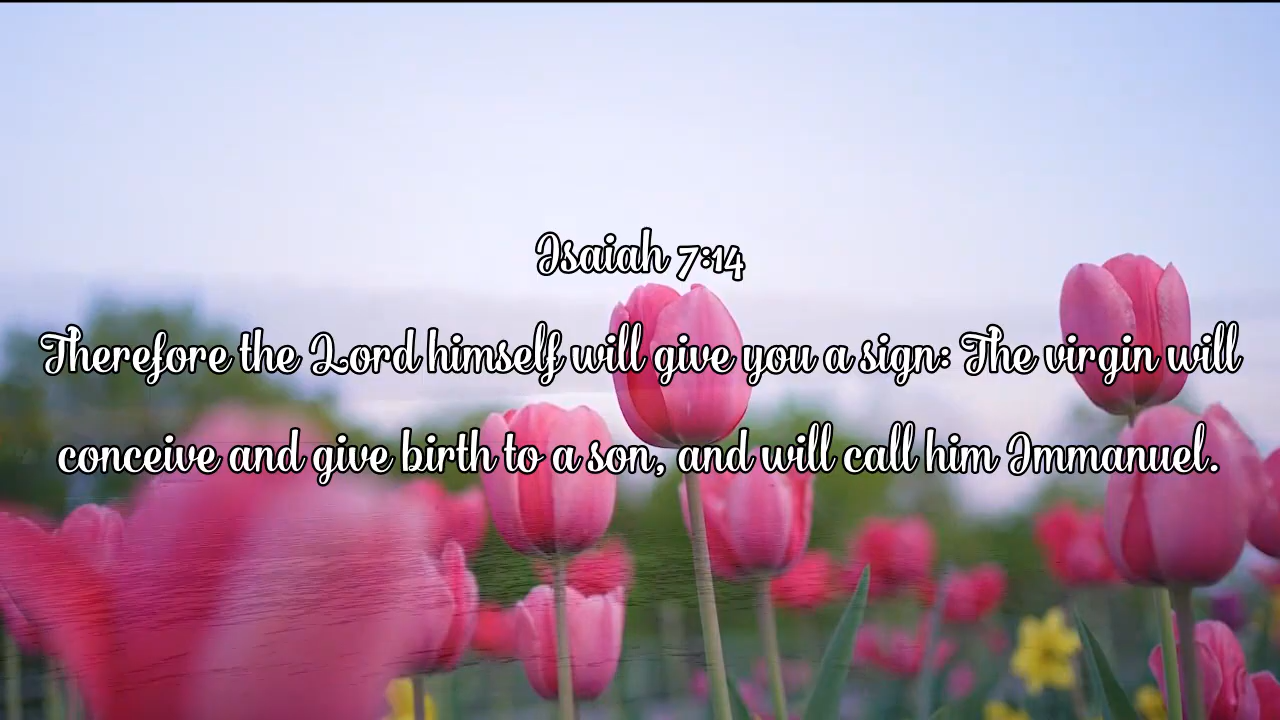 Isaiah 7:14
Therefore the Lord himself will give you a sign: The virgin will
conceive and give birth to a son, and will call him Immanuel.